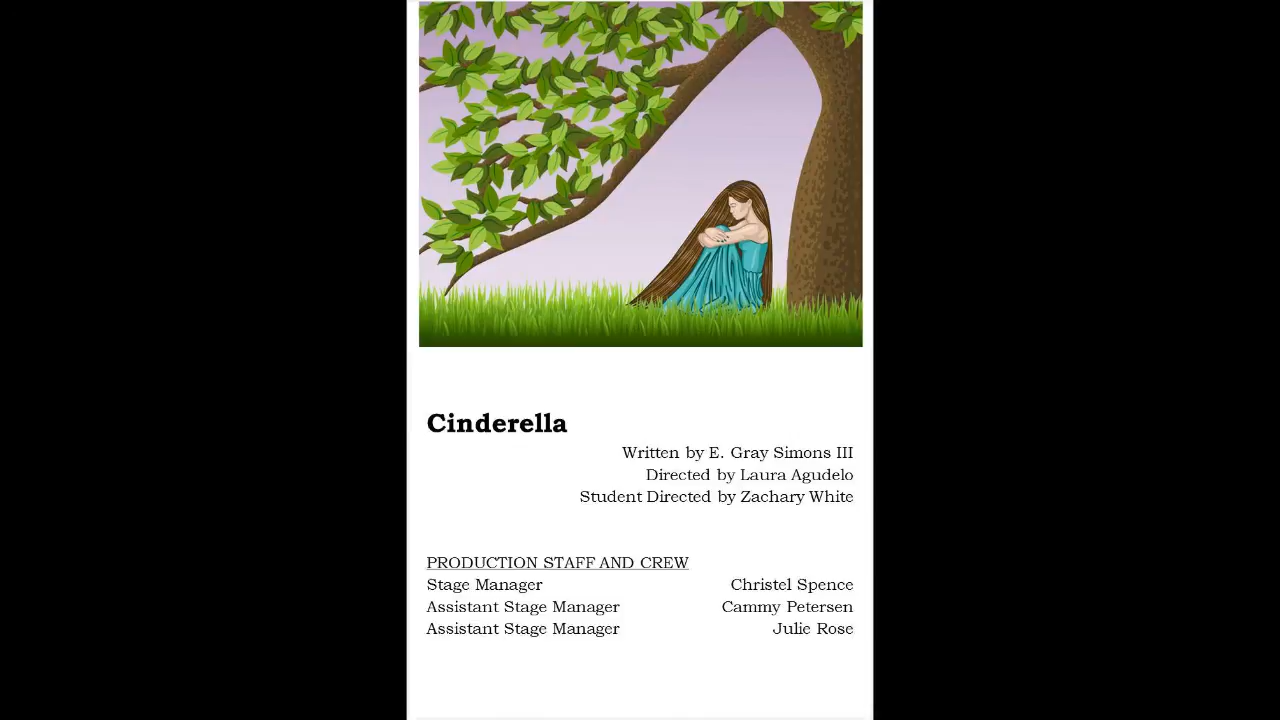 Cinderella
Written by E. Gray Simons III
Directed by Laura Agudelo
Student Directed by Zachary White
PRODUCTION STAFF AND CREW
Stage Manager Christel Spence
Assistant Stage Manager Cammy Petersen
Assistant Stage Manager Julie Rose